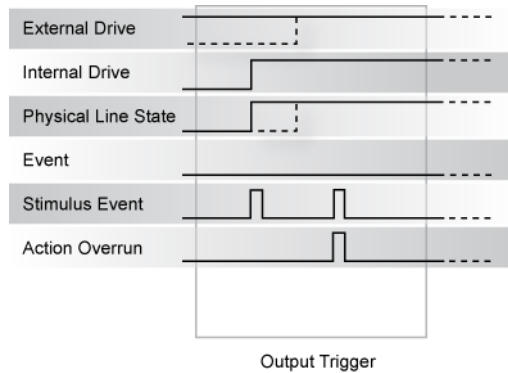 External Drive
Internal Drive
Physical Line State
Event
Stimulus Event
Action Overrun
Output Trigger